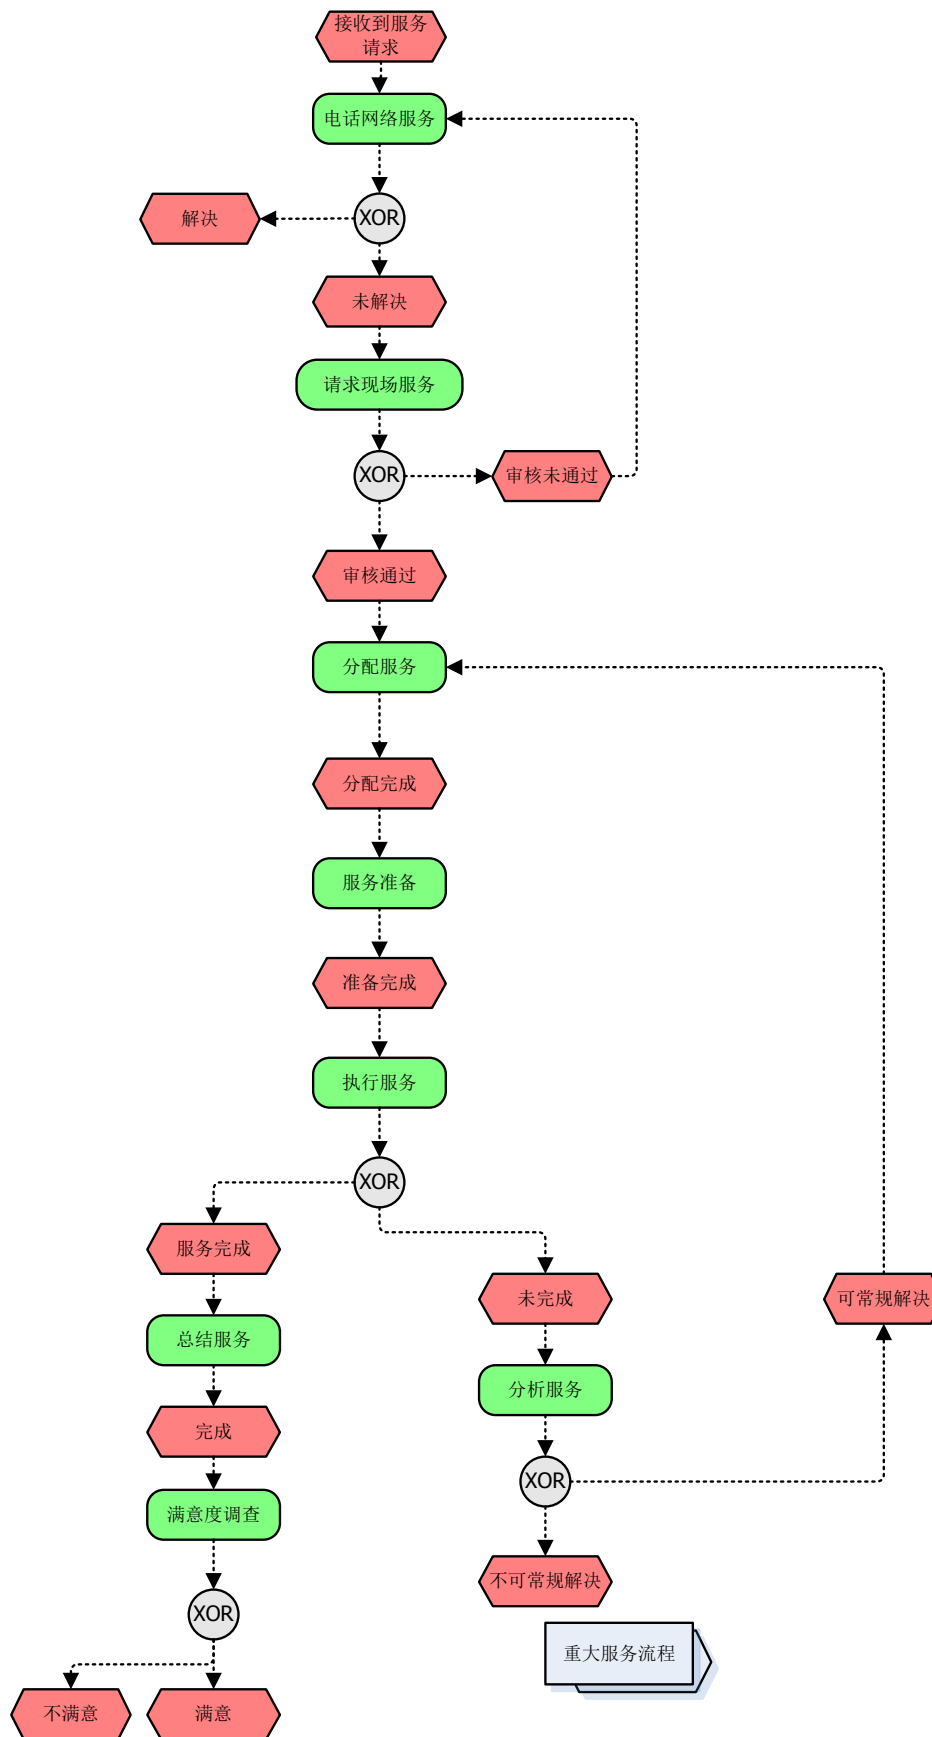 接收到服务
请求
电话网络服务
XOR
解决
未解决
请求现场服务
XOR
审核未通过
审核通过
分配服务
分配完成
服务准备
准备完成
执行服务
XOR
服务完成
未完成
可常规解决
总结服务
分析服务
完成
XOR
满意度调查
不可常规解决
XOR
重大服务流程
不满意
满意